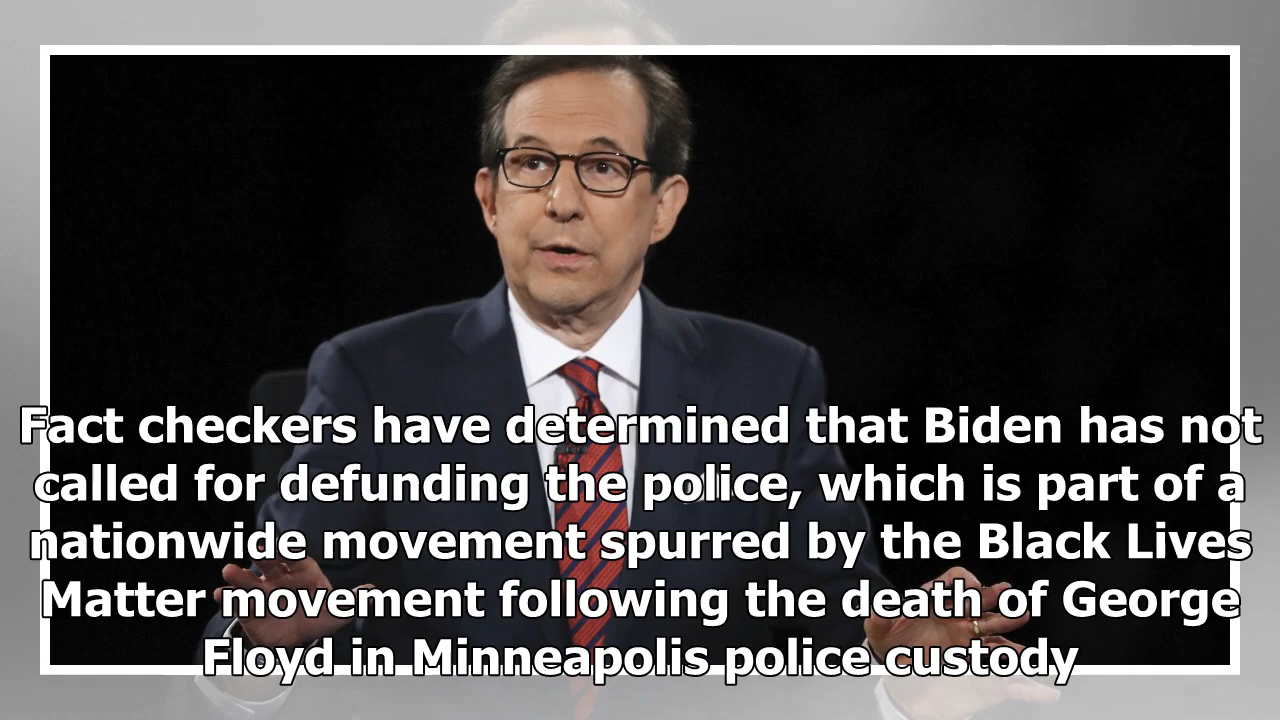 Fact checkers have determined that Biden has not
called for defunding the police, which is part of a
nationwide movement spurred by the Black Lives
Matter movement following the death of George
Floyd in Minneapolis police custody